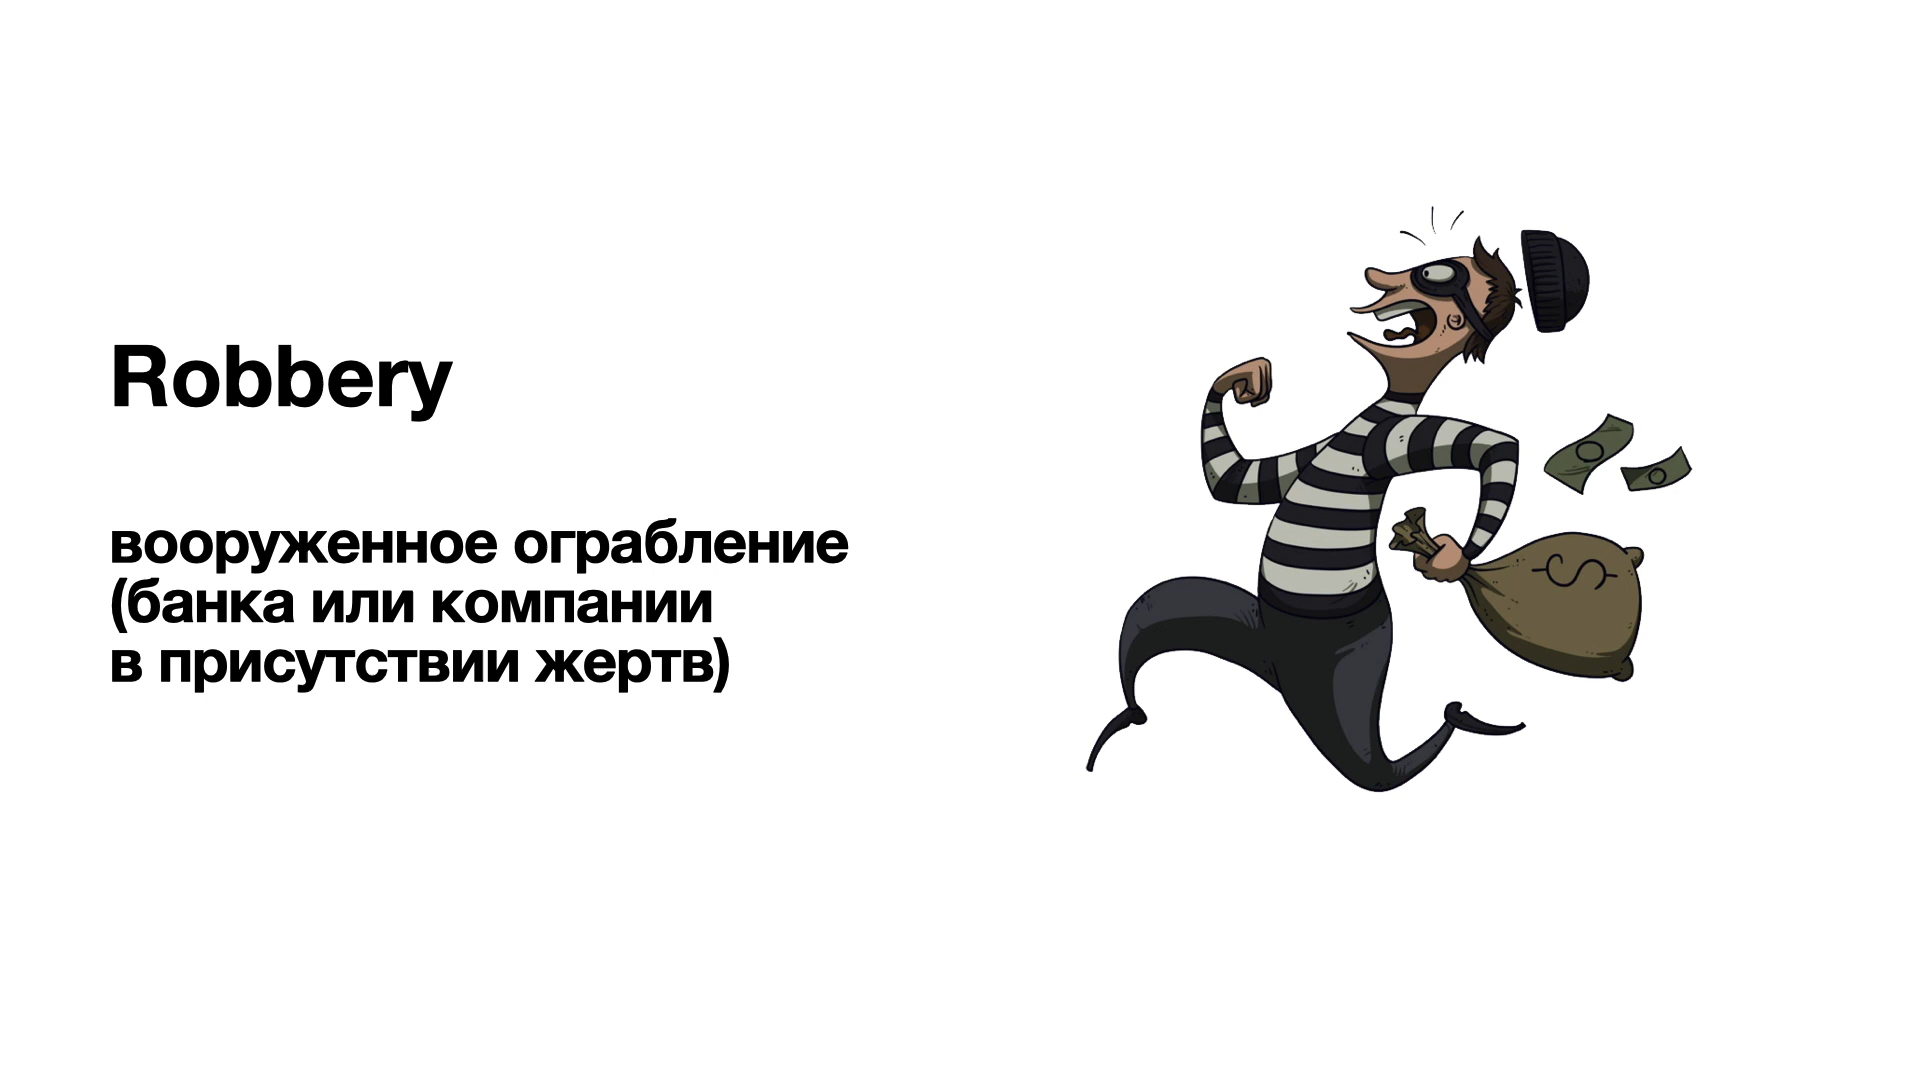 Robbery
вооруженное ограбление
(банка или компании
в присутствии жертв)